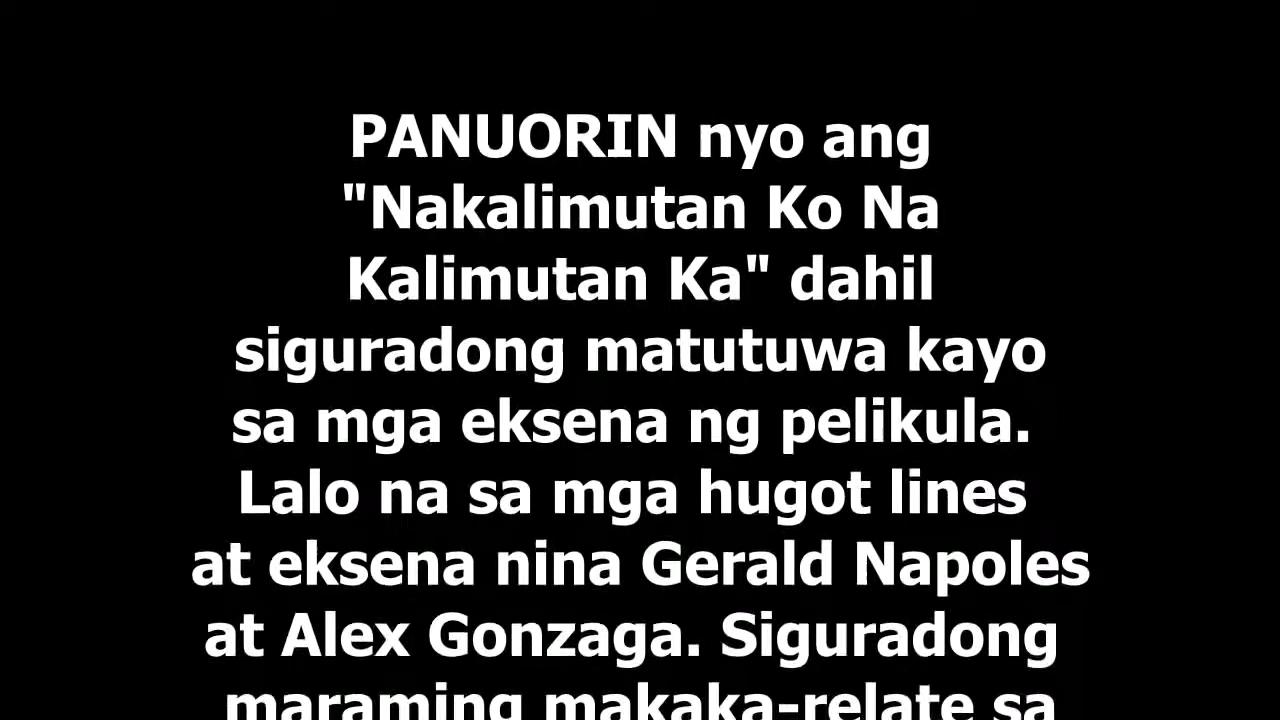 PANUORIN nyo ang
"Nakalimutan Ko Na
Kalimutan Ka" dahil
siguradong matutuwa kayo
sa mga eksena ng pelikula.
Lalo na sa mga hugot lines
at eksena nina Gerald Napoles
at Alex Gonzaga. Siguradong
maraming makaka-relate sa